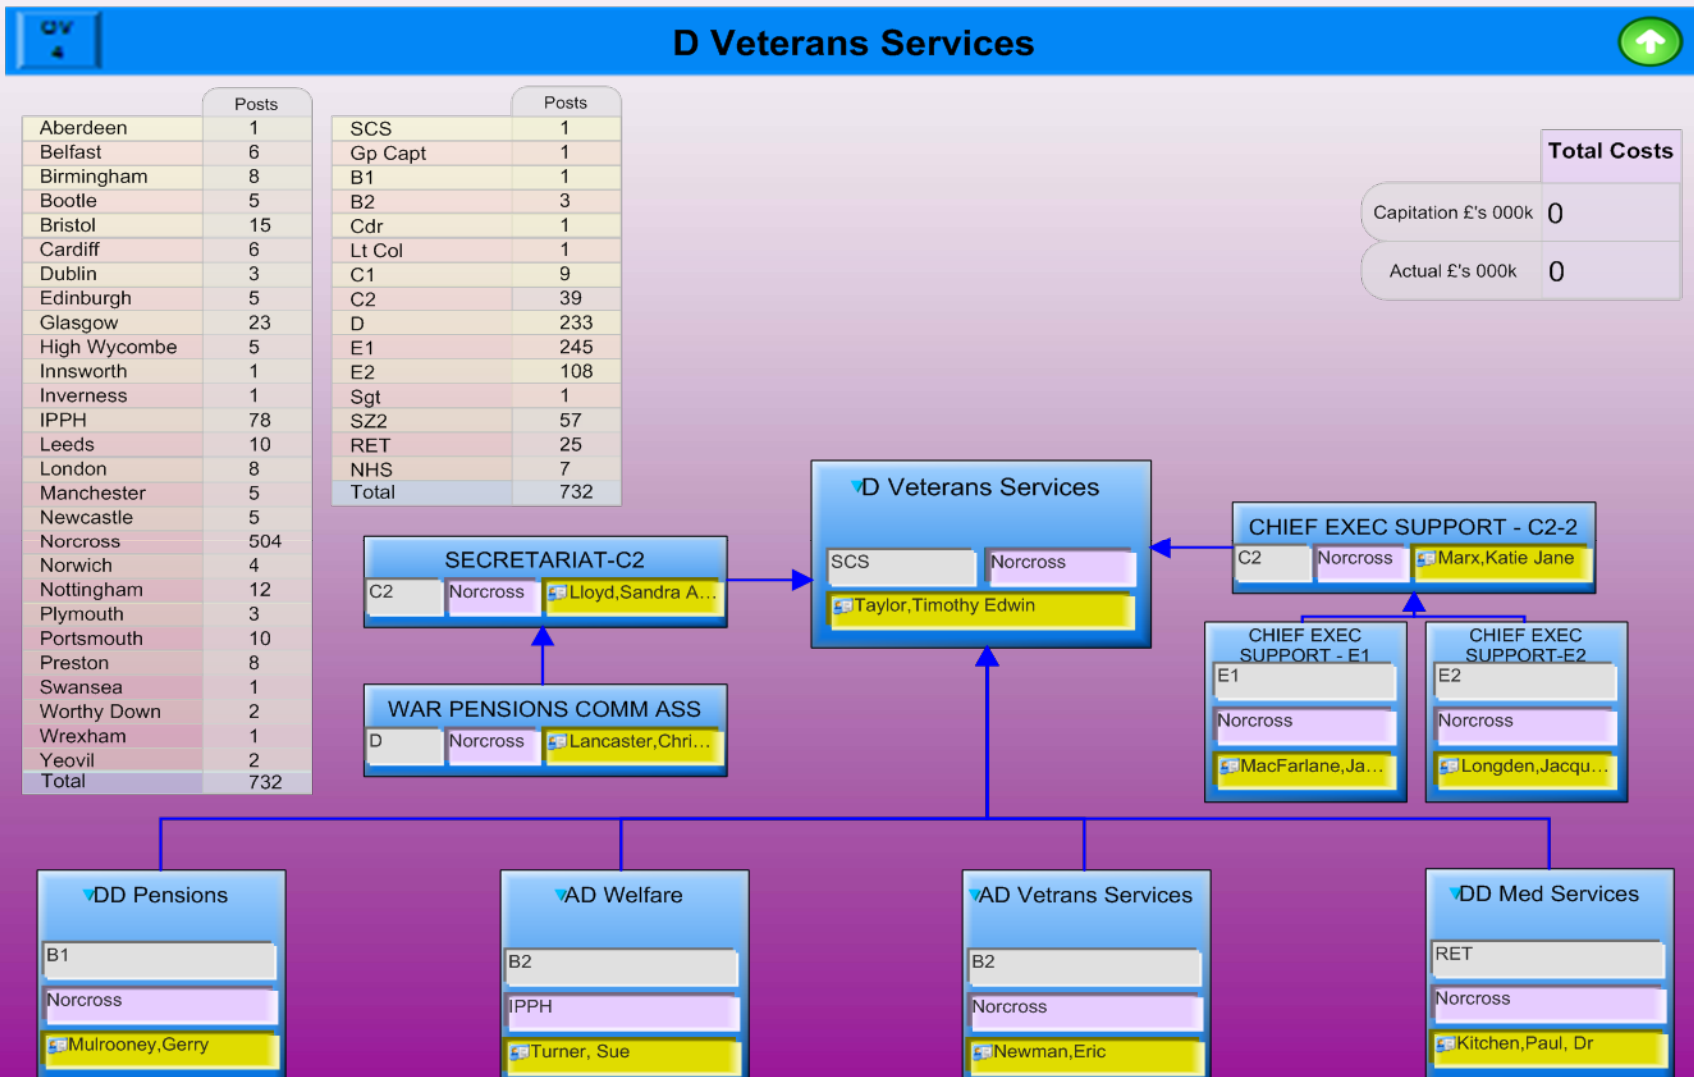 QV
4
D Veterans Services
Posts
Aberdeen 1
Belfast 6
Birmingham 8
Bootle 5
Bristol 15
Cardiff 6
Dublin 3
Edinburgh 5
Glasgow 23
High Wycombe 5
Innsworth 1
Inverness 1
IPPH 78
Leeds 10
London 8
Manchester 5
Newcastle 5
Norcross 504
Norwich 4
Nottingham 12
Plymouth 3
Portsmouth 10
Preston 8
Swansea 1
Worthy Down 2
Wrexham 1
Yeovil 2
Total 732
Posts
SCS 1
Gp Capt 1
B1 1
B2 3
Cdr 1
Lt Col 1
C1 9
C2 39
D 233
E1 245
E2 108
Sgt 1
SZ2 57
RET 25
NHS 7
Total 732
Total Costs
Capitation £'s 000k 0
Actual £'s 000k 0
D Veterans Services
SCS Norcross
Taylor,Timothy Edwin
SECRETARIAT-C2
C2 Norcross Lloyd,Sandra A...
WAR PENSIONS COMM ASS
D Norcross Lancaster,Chri...
CHIEF EXEC SUPPORT - C2-2
C2 Norcross Marx,Katie Jane
CHIEF EXEC
SUPPORT - E1
E1
Norcross
MacFarlane,Ja...
CHIEF EXEC
SUPPORT-E2
E2
Norcross
Longden,Jacqu...
DD Pensions
B1
Norcross
Mulrooney,Gerry
AD Welfare
B2
IPPH
Turner, Sue
AD Vetrans Services
B2
Norcross
Newman,Eric
DD Med Services
RET
Norcross
Kitchen,Paul, Dr